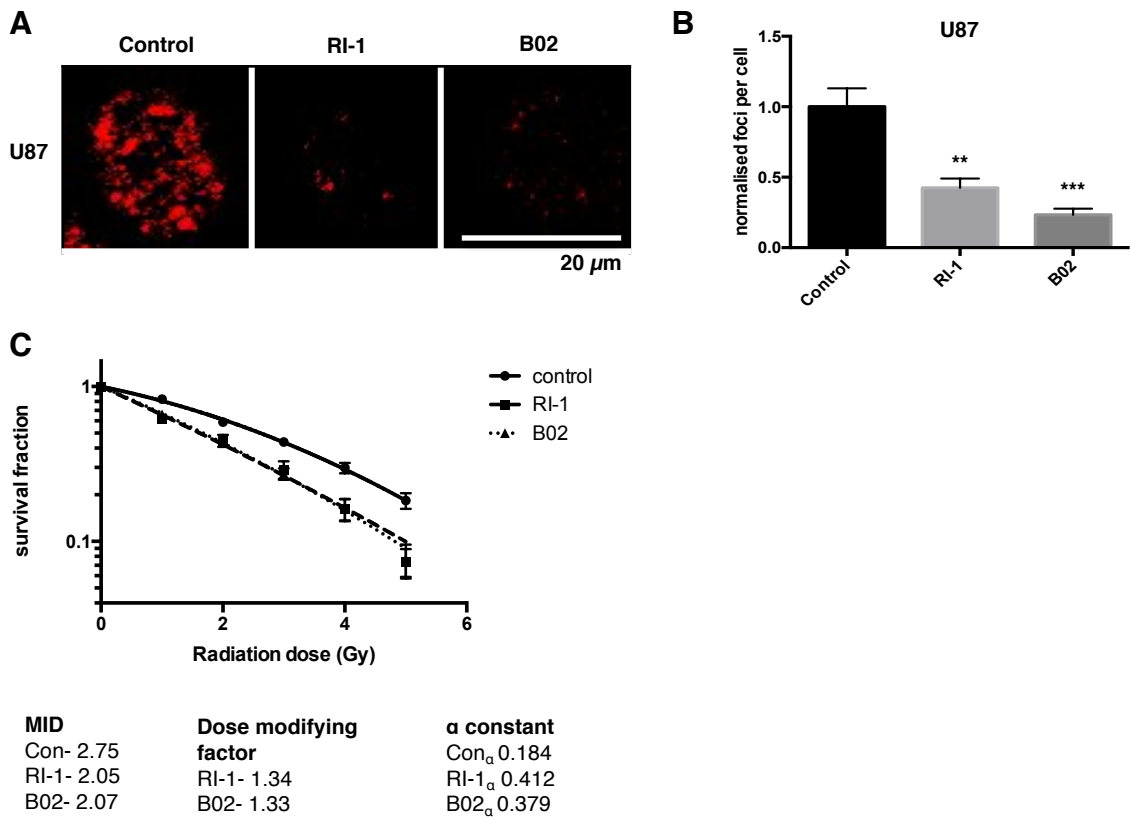 A
Control
RI-1
B02
U87
20 µm
B
U87
normalised foci per cell
1.5
1.0
0.5
0.0
**
***
Control
RI-1
B02
C
survival fraction
1
0.1
0
2
4
6
Radiation dose (Gy)
control
RI-1
B02
MID
Con- 2.75
RI-1- 2.05
B02- 2.07
Dose modifying
factor
RI-1- 1.34
B02- 1.33
α constant
Conα 0.184
RI-1α 0.412
B02α 0.379